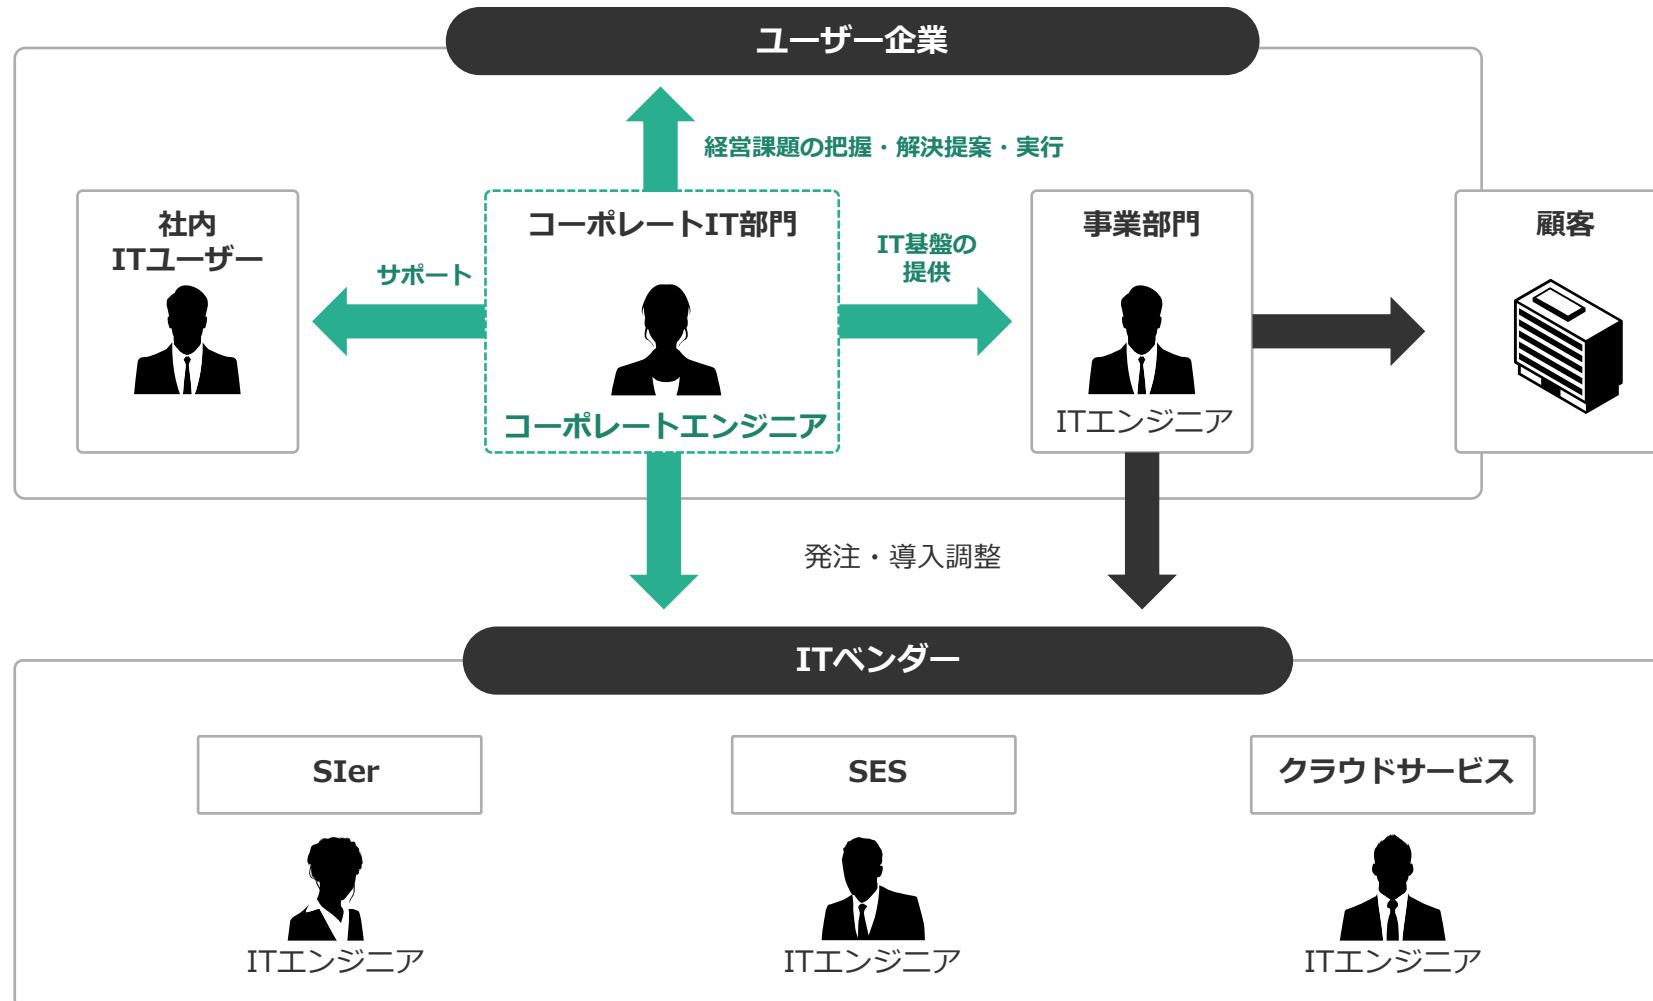 ユーザー企業
経営課題の把握・解決提案・実行
社内
ITユーザー
サポート
コーポレートIT部門
コーポレートエンジニア
IT基盤の
提供
事業部門
ITエンジニア
顧客
発注・導入調整
ITベンダー
SIer
ITエンジニア
SES
ITエンジニア
クラウドサービス
ITエンジニア